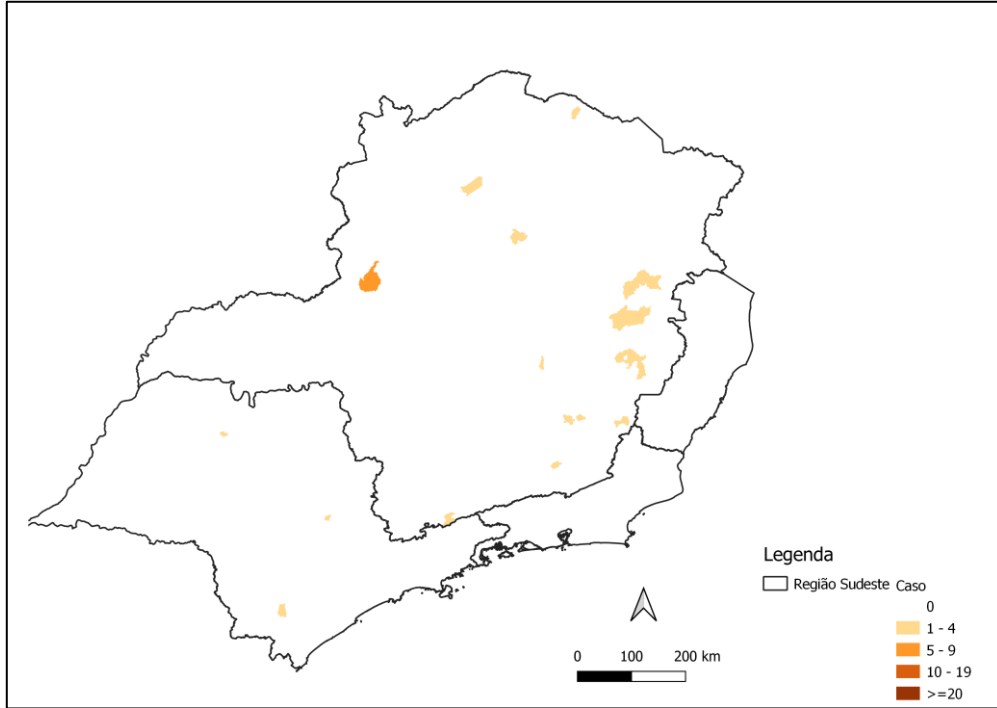 Legenda
Região Sudeste
Caso
0
1 - 4
5 - 9
10 - 19
>=20
0 100 200 km